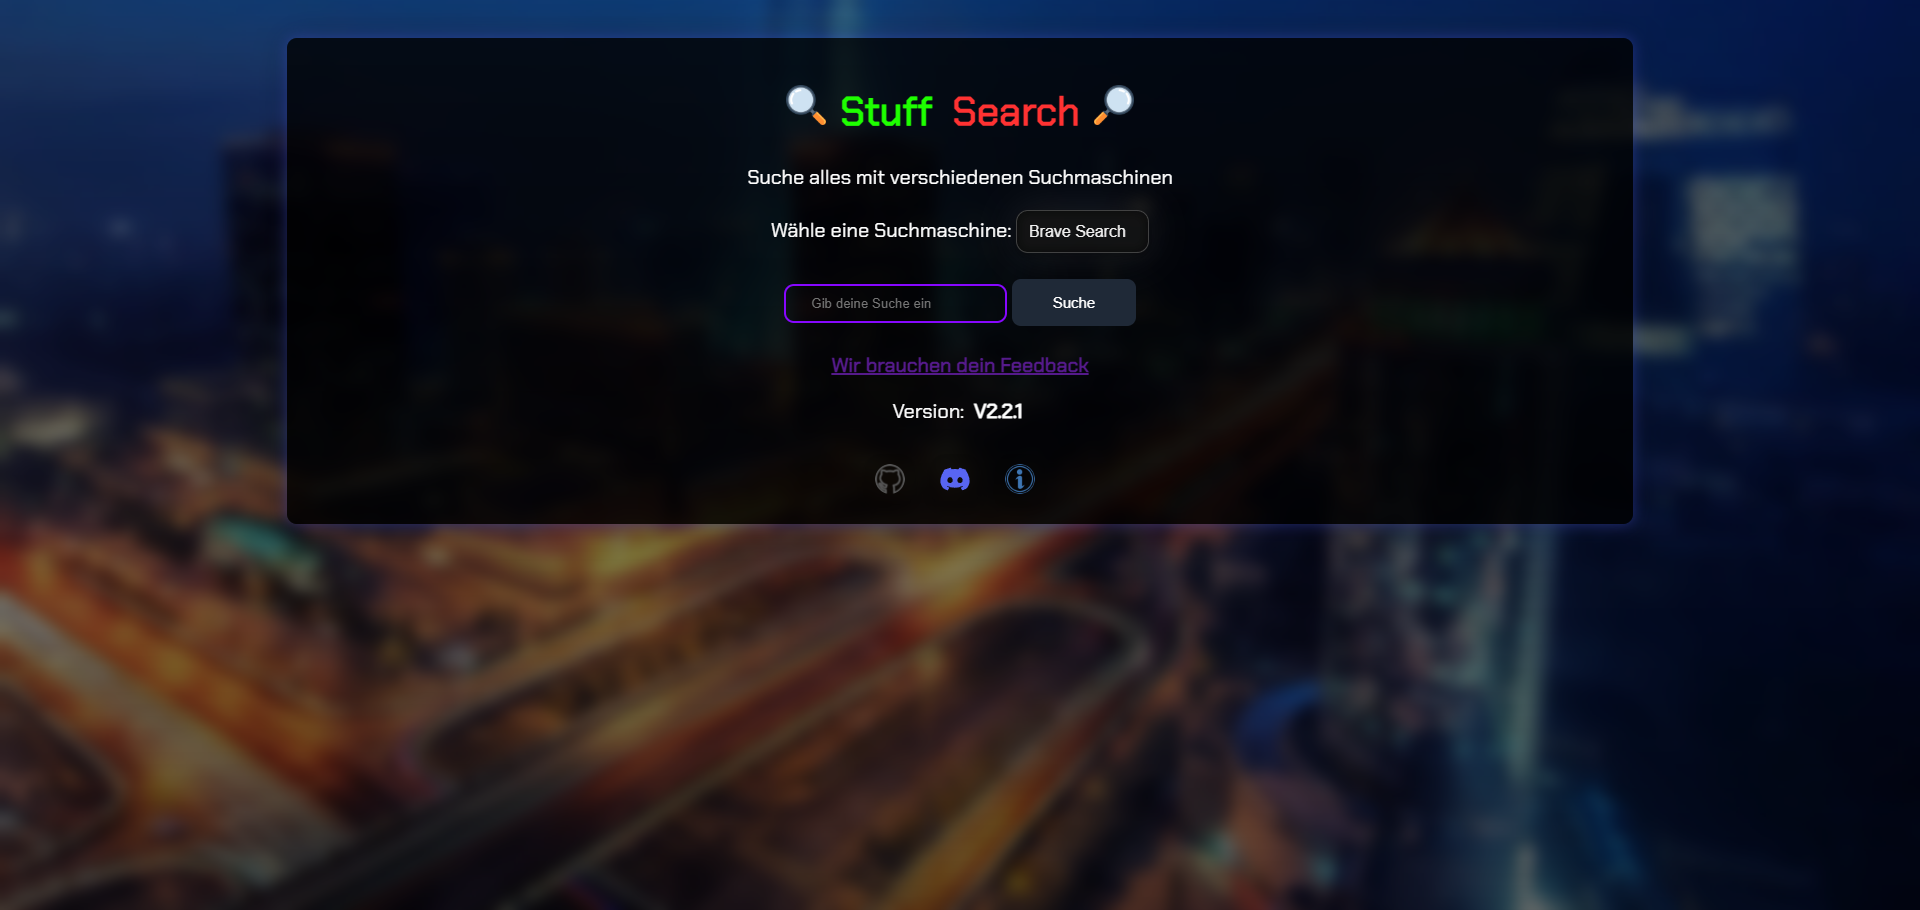 Stuff Search
Suche alles mit verschiedenen Suchmaschinen
Wähle eine Suchmaschine: Brave Search
Gib deine Suche ein Suche
Wir brauchen dein Feedback
Version: V2.2.1